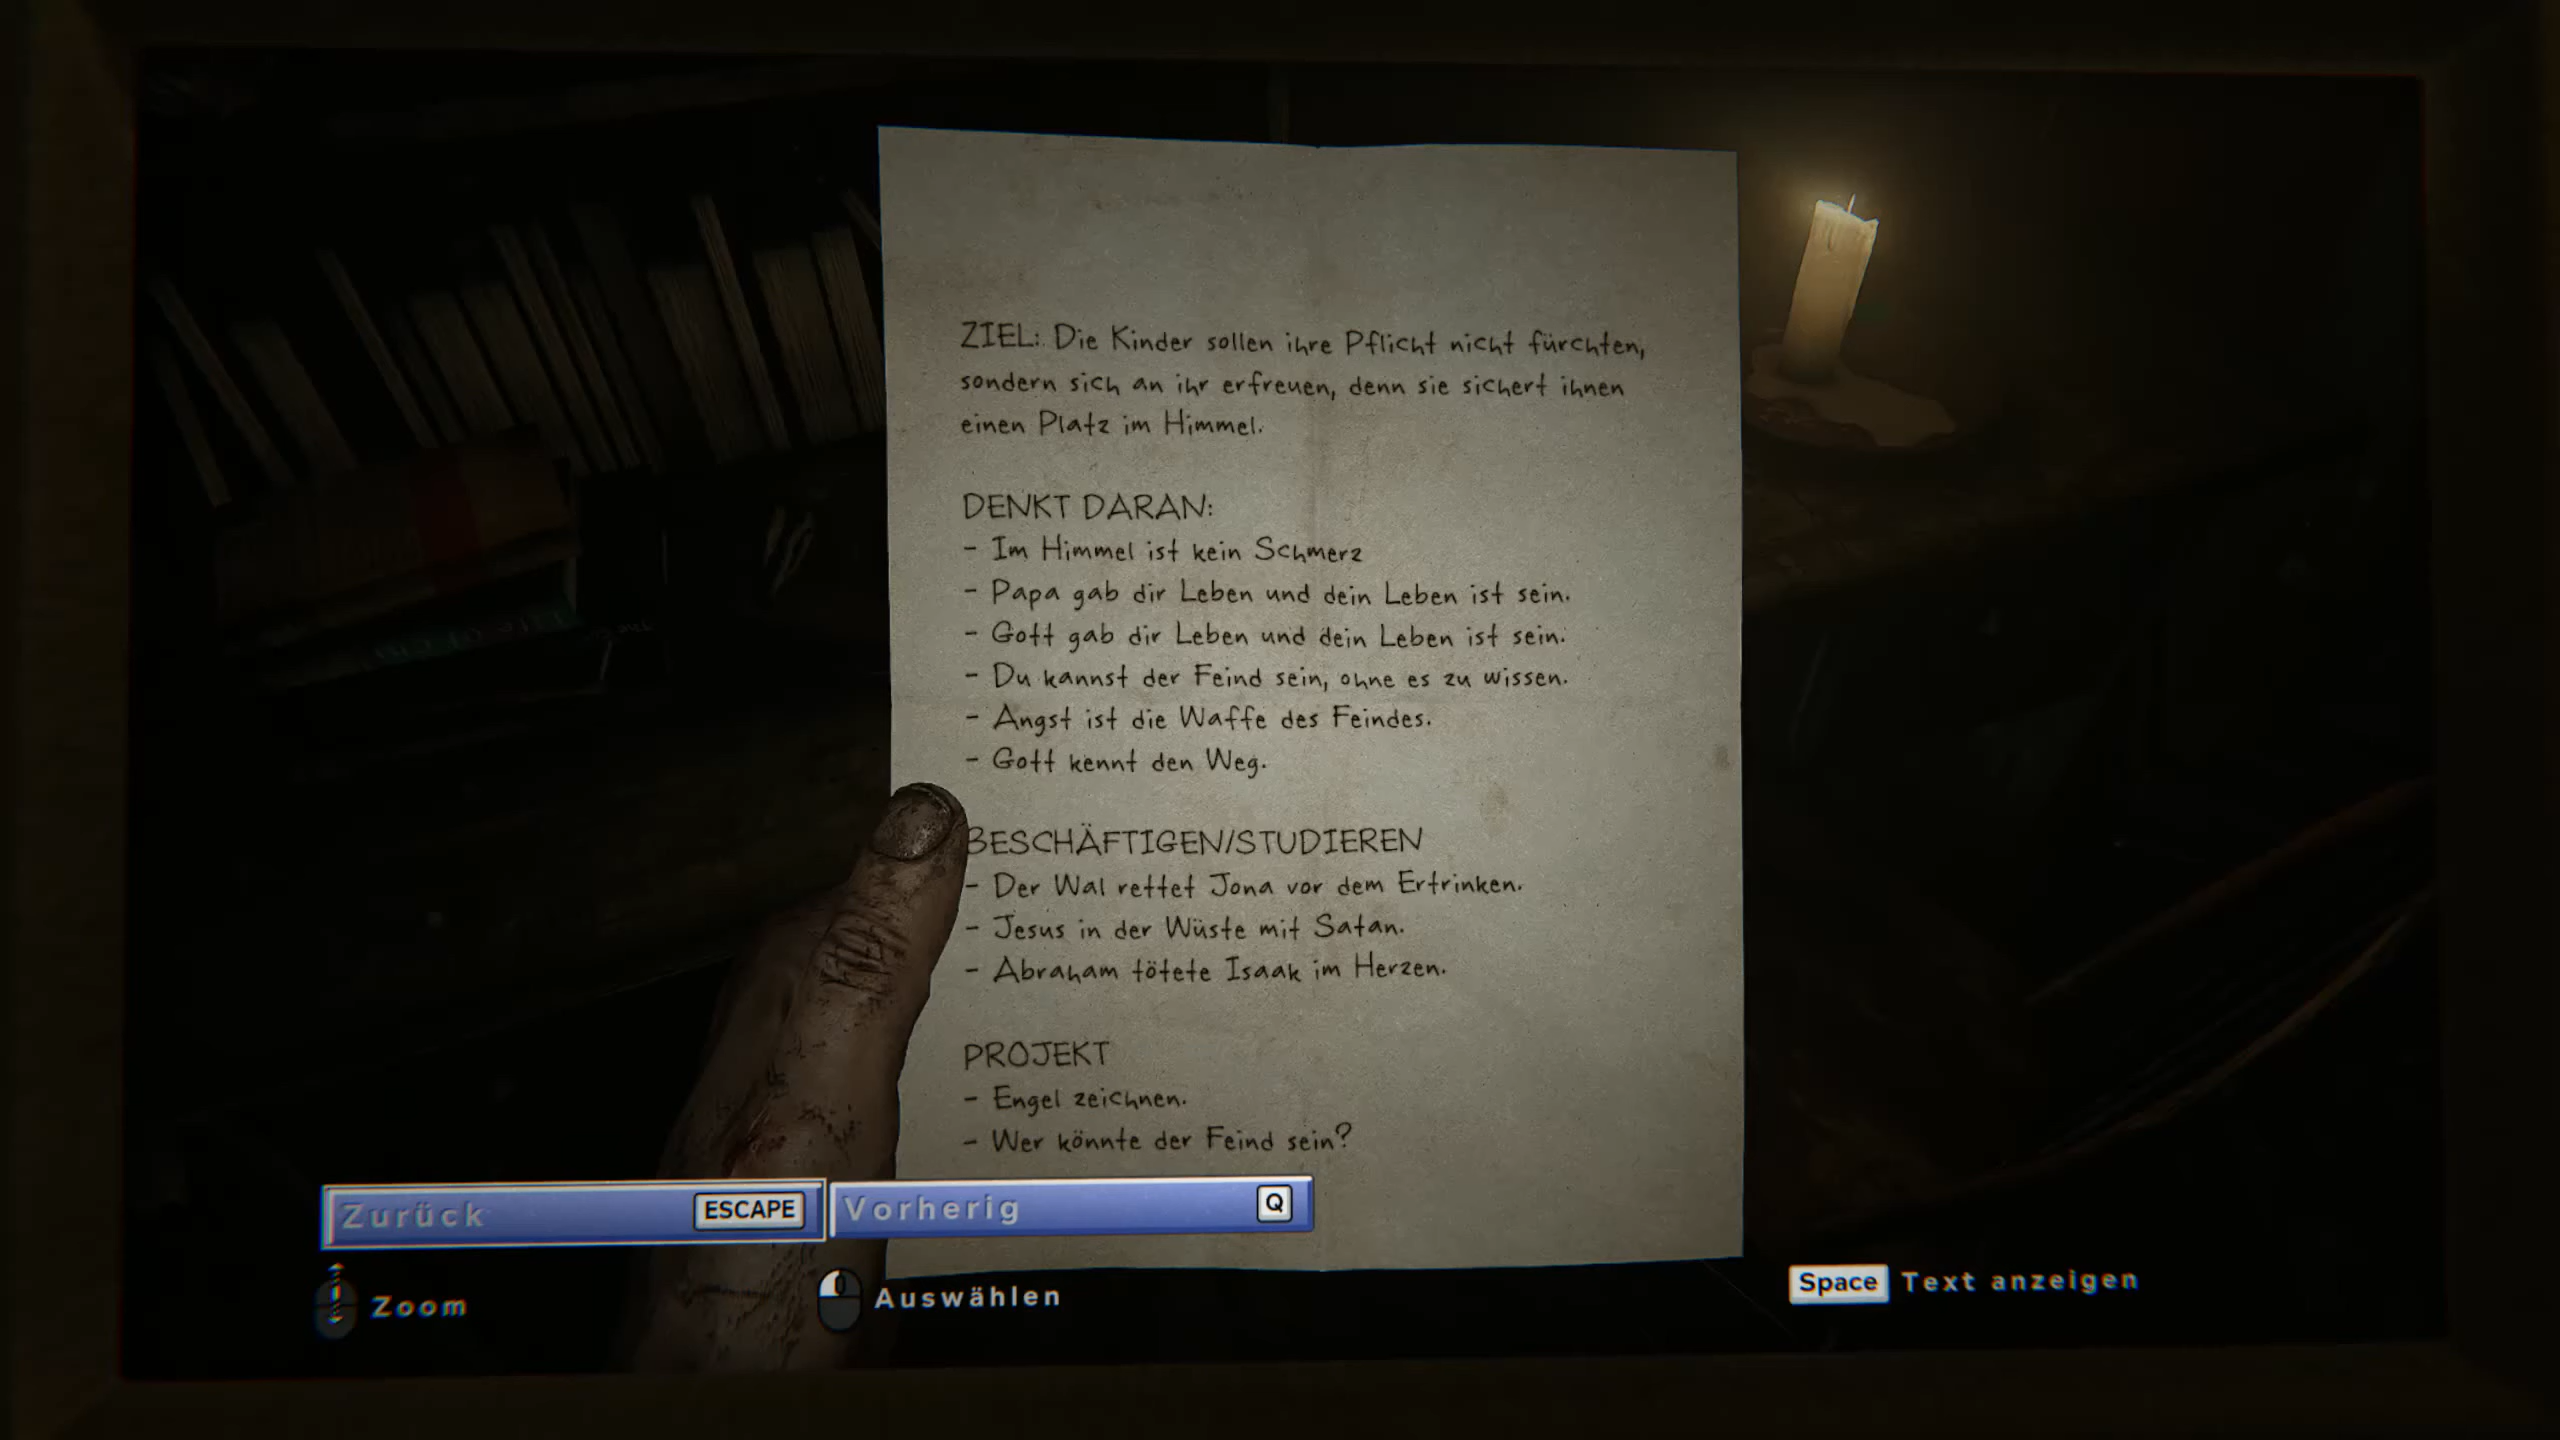 ZIEL: Die Kinder sollen ihre Pflicht nicht fürchten,
sondern sich an ihr erfreuen, denn sie sichert ihnen
einen Platz im Himmel.
DENKT DARAN:
- Im Himmel ist kein Schmerz
- Papa gab dir Leben und dein Leben ist sein.
- Gott gab dir Leben und dein Leben ist sein.
- Du kannst der Feind sein, ohne es zu wissen.
- Angst ist die Waffe des Feindes.
- Gott kennt den Weg.
BESCHÄFTIGEN/STUDIEREN
- Der Wal rettet Jona vor dem Ertrinken.
- Jesus in der Wüste mit Satan.
- Abraham tötete Isaak im Herzen.
PROJEKT
- Engel zeichnen.
- Wer könnte der Feind sein?
Zurück ESCAPE Vorherig Q
Zoom Auswählen Space Text anzeigen